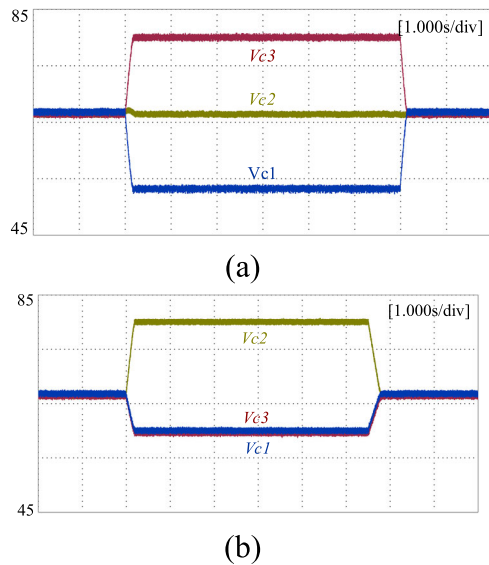 85
[1.000s/div]
Vc3
Vc2
Vc1
45
(a)
85
[1.000s/div]
Vc2
Vc3
Vc1
45
(b)